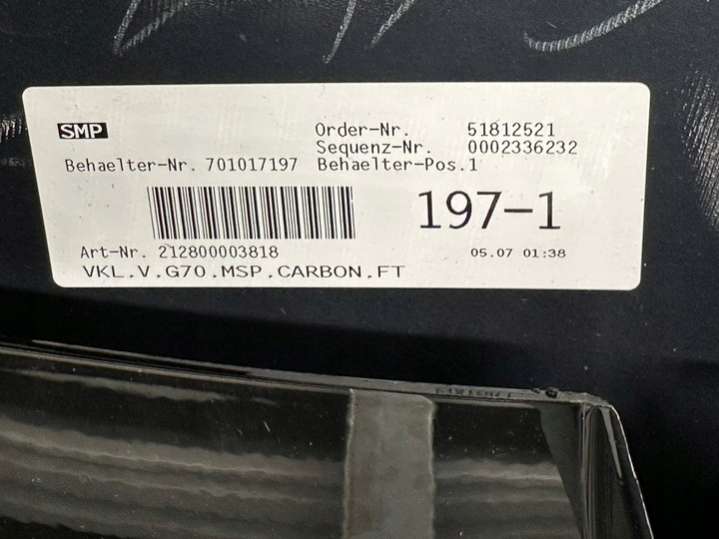 SMP
Order-Nr. 51812521
Sequenz-Nr. 0002336232
Behaelter-Nr. 701017197 Behaelter-Pos.1
197-1
Art-Nr. 212800003818
05.07 01:38
VKL.V.G70.MSP.CARBON.FT